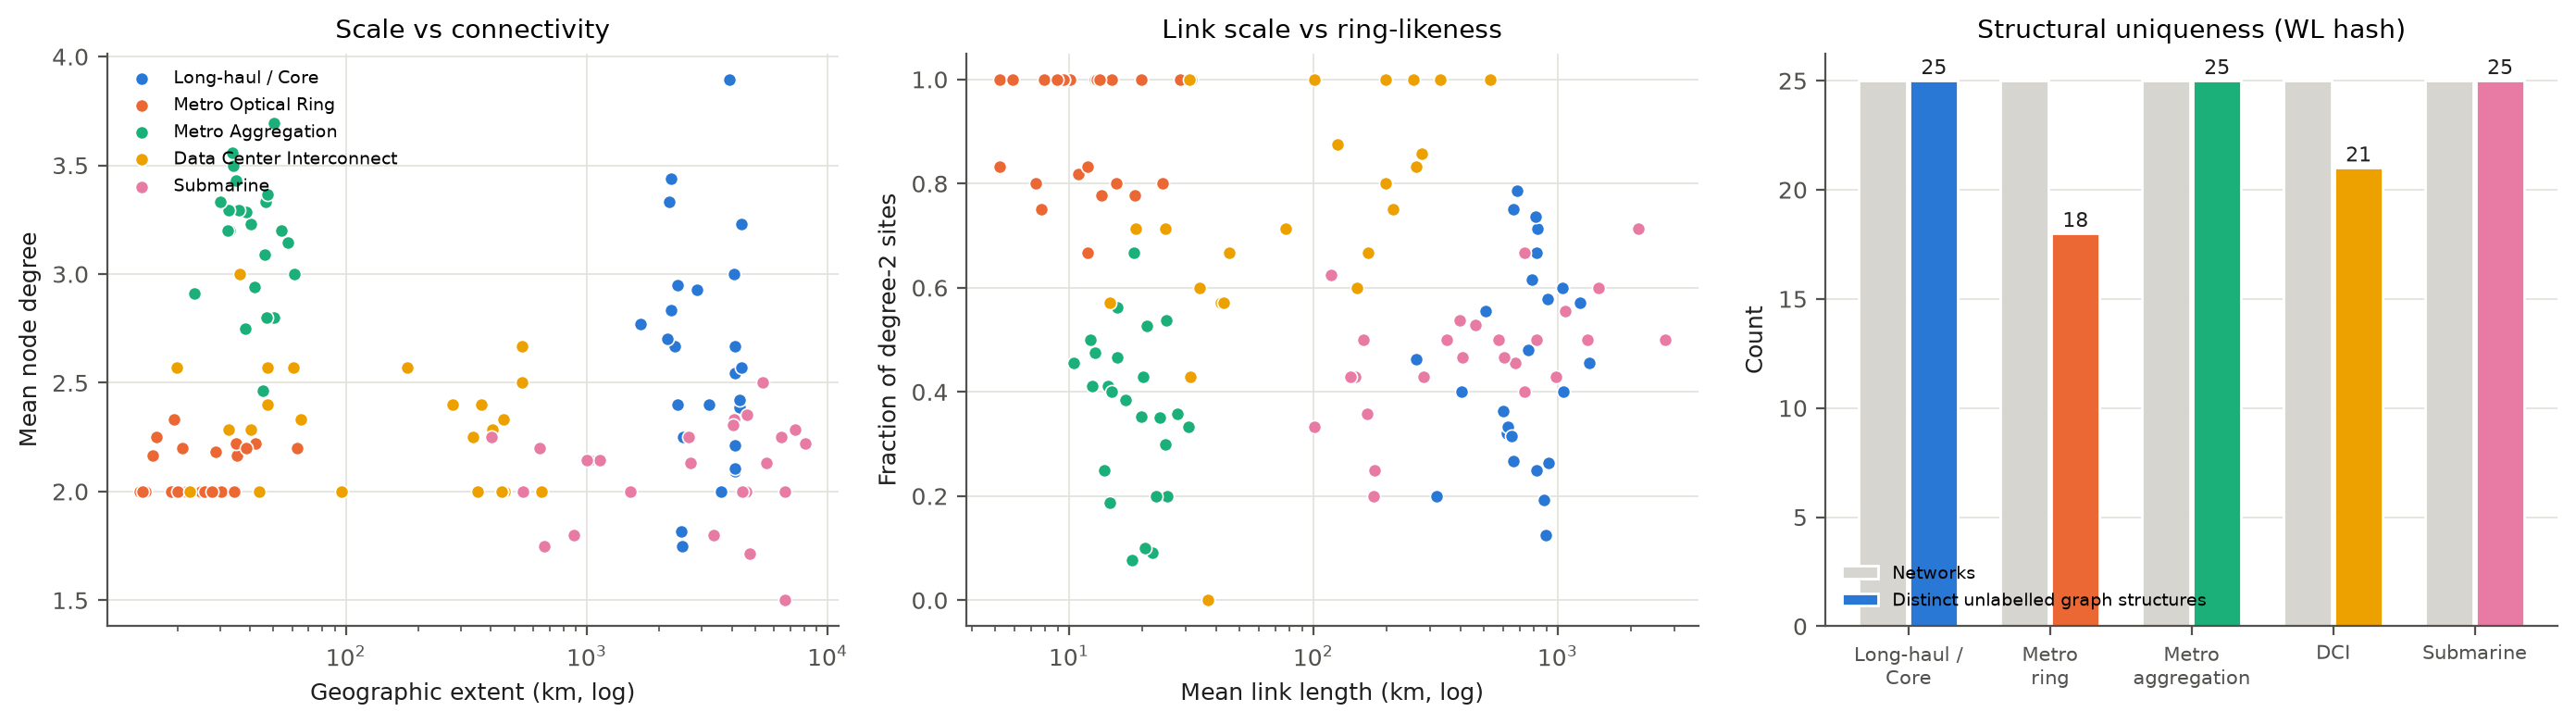 Scale vs connectivity
4.0
3.5
3.0
2.5
2.0
1.5
Mean node degree
Long-haul / Core
Metro Optical Ring
Metro Aggregation
Data Center Interconnect
Submarine
10²
10³
10⁴
Geographic extent (km, log)
Link scale vs ring-likeness
1.0
0.8
0.6
0.4
0.2
0.0
Fraction of degree-2 sites
10¹
10²
10³
Mean link length (km, log)
Structural uniqueness (WL hash)
25
20
15
10
5
0
Count
25
18
25
21
25
Networks
Distinct unlabelled graph structures
Long-haul /
Core
Metro
ring
Metro
aggregation
DCI
Submarine